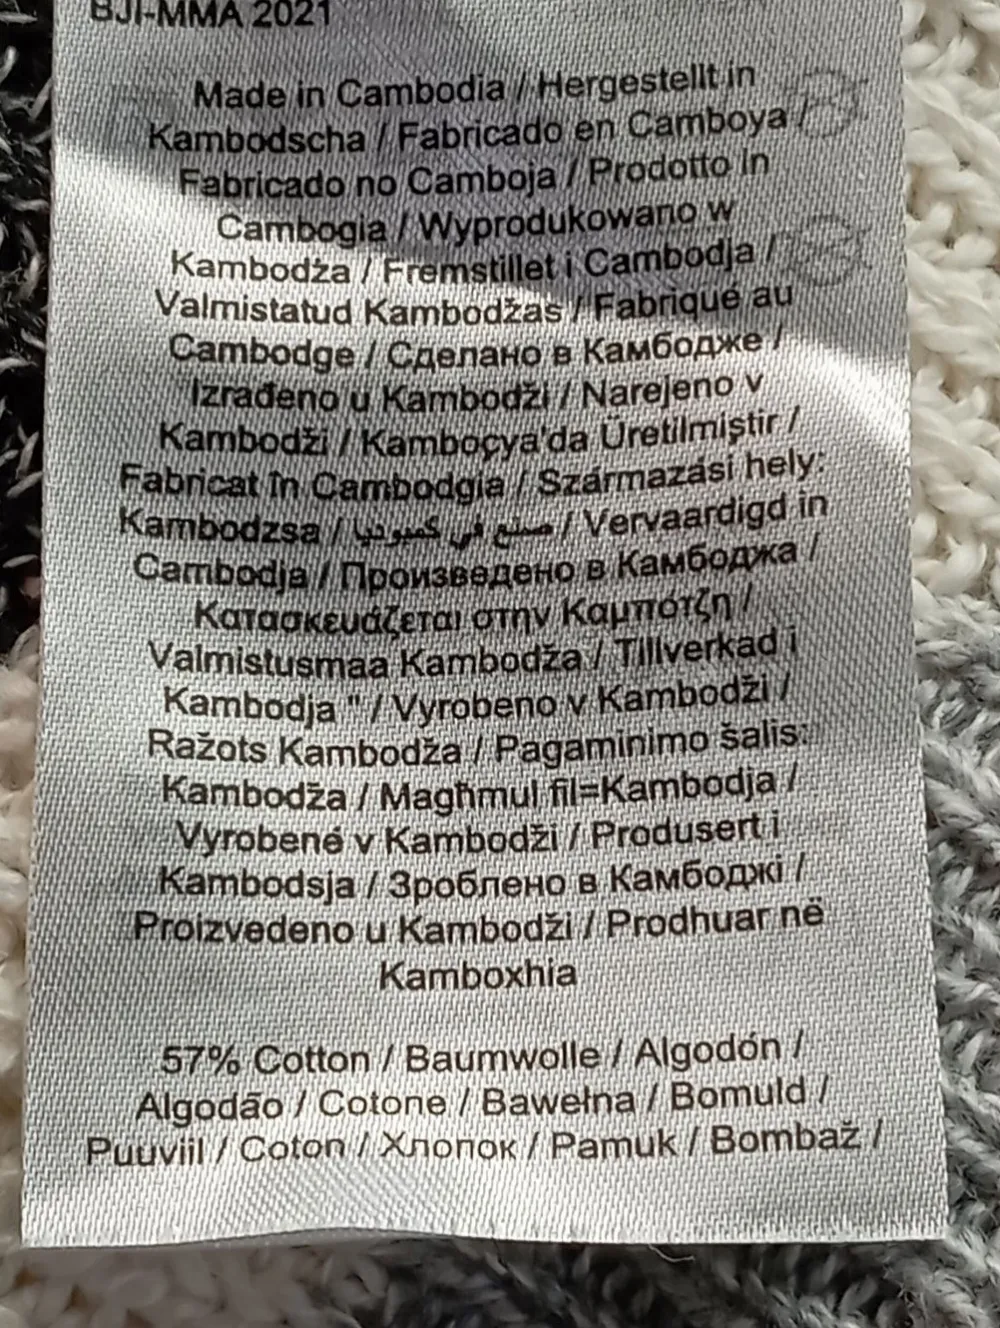 BJI-MMA 2021
Made in Cambodia / Hergestellt in
Kambodscha / Fabricado en Camboya /
Fabricado no Camboja / Prodotto in
Cambogia / Wyprodukowano w
Kambodża / Fremstillet i Cambodja /
Valmistatud Kambodžas / Fabriqué au
Cambodge / Сделано в Камбодже /
Izrađeno u Kambodži / Narejeno v
Kambodži / Kamboçya'da Üretilmiştir /
Fabricat în Cambodgia / Származási hely:
Kambodzsa / صنع في كمبوديا / Vervaardigd in
Cambodja / Произведено в Камбоджа /
Κατασκευάζεται στην Καμπότζη /
Valmistusmaa Kambodža / Tillverkad i
Kambodja " / Vyrobeno v Kambodži /
Ražots Kambodža / Pagaminimo šalis:
Kambodža / Magħmul fil=Kambodja /
Vyrobené v Kambodži / Produsert i
Kambodsja / Зроблено в Камбоджі /
Proizvedeno u Kambodži / Prodhuar në
Kamboxhia
57% Cotton / Baumwolle / Algodón /
Algodão / Cotone / Bawełna / Bomuld /
Puuviil / Coton / Хлопок / Pamuk / Bombaž /